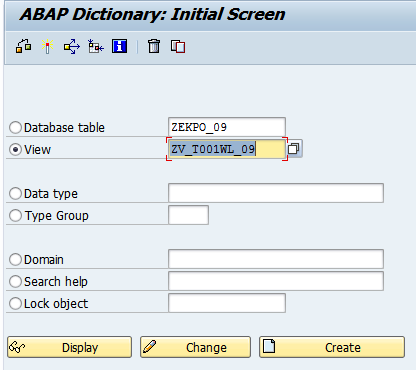 ABAP Dictionary: Initial Screen
Database table ZEKPO_09
View ZV_T001WL_09
Data type
Type Group
Domain
Search help
Lock object
Display Change Create